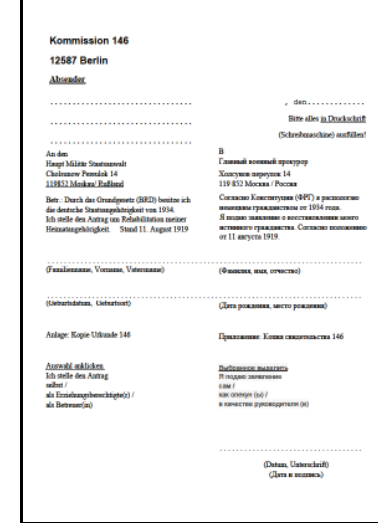 Kommission 146
12587 Berlin
Absender
................................
, den.............
................................
Bitte alles in Druckschrift
(Schreibmaschine) ausfüllen!
................................
An den
Haupt Militär Staatsanwalt
Cholzunow Pereulok 14
119852 Moskau/ Rußland
Betr.: Durch das Grundgesetz (BRD) besitze ich
die deutsche Staatsangehörigkeit von 1934.
Ich stelle den Antrag um Rehabilitation meiner
Heimatangehörigkeit. Stand 11. August 1919
В
Главный военный прокурор
Холзунов переулок 14
119 852 Москва / Россия
Согласно Конституции (ФРГ) я располагаю
немецким гражданством от 1934 года.
Я подаю заявление о восстановлении моего
истинного гражданства. Согласно положению
от 11 августа 1919.
(Familienname, Vorname, Vatersname)
(Фамилия, имя, отчество)
(Geburtsdatum, Geburtsort)
(Дата рождения, место рождения)
Anlage: Kopie Urkunde 146
Приложение: Копия свидетельства 146
Auswahl anklicken
Ich stelle den Antrag
selbst /
als Erziehungsberechtigte(r) /
als Betreuer(in)
Выбранное выделить
Я подаю заявление
сам /
как опекун (ы) /
в качестве руководителя (и)
................................
(Datum, Unterschrift)
(Дата и подпись)